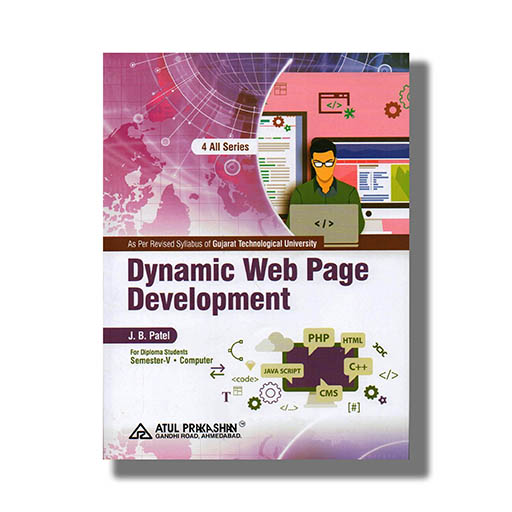 4 All Series
</>
As Per Revised Syllabus of Gujarat Technological University
Dynamic Web Page
Development
J. B. Patel
For Diploma Students
Semester-V • Computer
PHP
HTML
</>
JAVA SCRIPT
C++
<code>
</>
T
CMS
[#]
ATUL PRAKASHAN TM
GANDHI ROAD, AHMEDABAD.